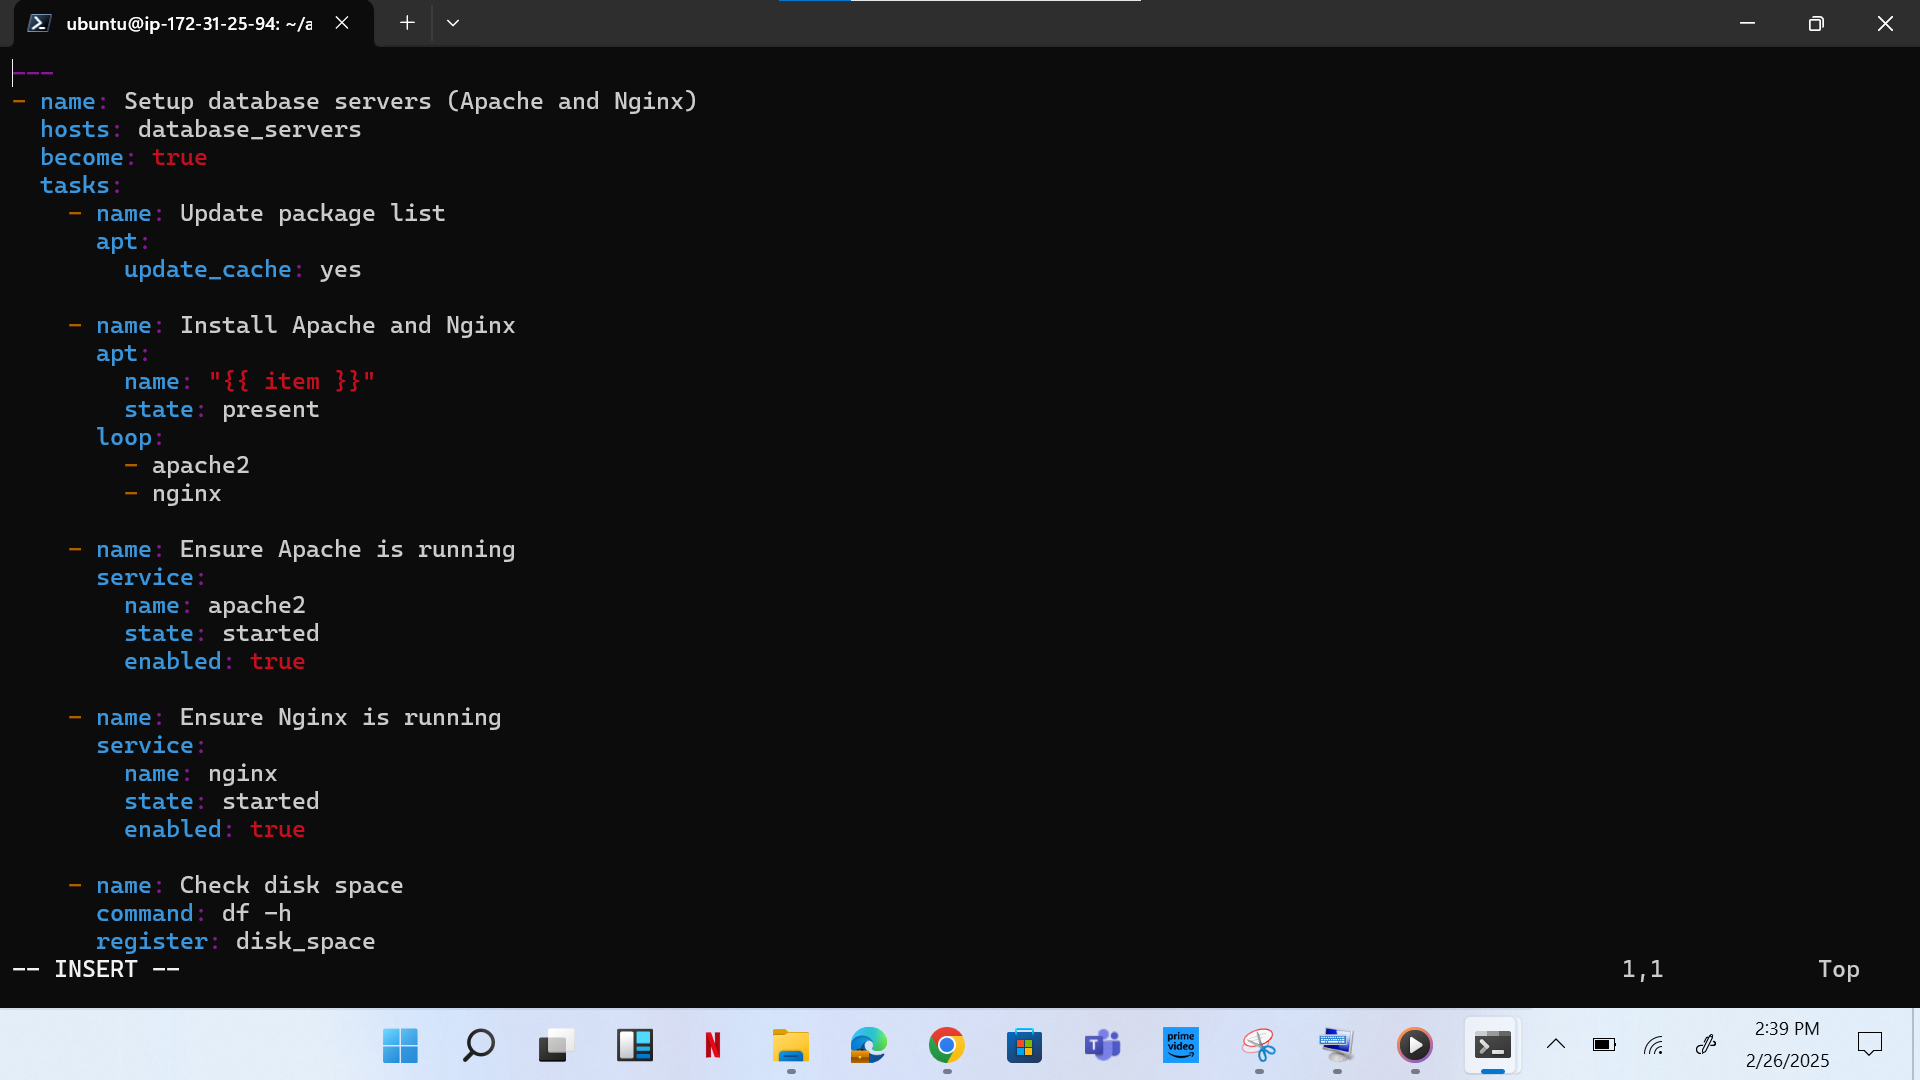 ubuntu@ip-172-31-25-94: ~/a
---
- name: Setup database servers (Apache and Nginx)
  hosts: database_servers
  become: true
  tasks:
    - name: Update package list
      apt:
        update_cache: yes

    - name: Install Apache and Nginx
      apt:
        name: "{{ item }}"
        state: present
      loop:
        - apache2
        - nginx

    - name: Ensure Apache is running
      service:
        name: apache2
        state: started
        enabled: true

    - name: Ensure Nginx is running
      service:
        name: nginx
        state: started
        enabled: true

    - name: Check disk space
      command: df -h
      register: disk_space
-- INSERT -- 1,1 Top
N
T
prime video
2:39 PM
2/26/2025